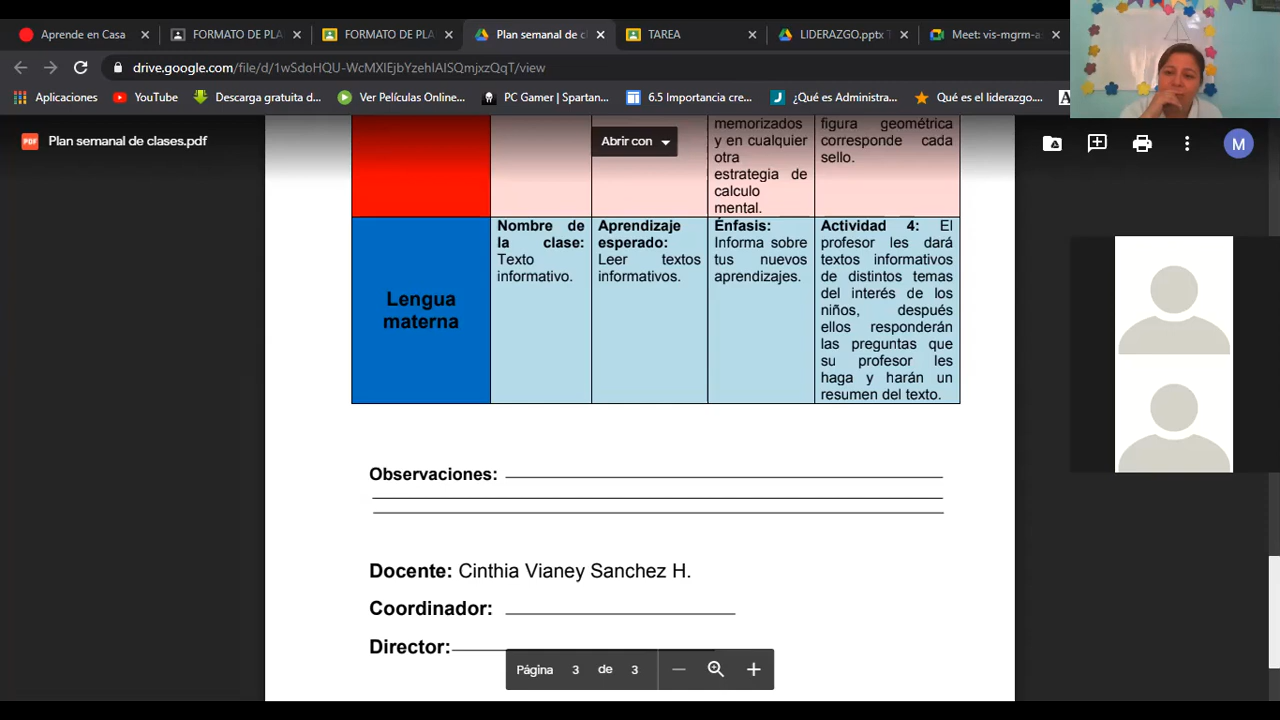 Aprende en Casa
FORMATO DE PLA
FORMATO DE PLA
Plan semanal de c
TAREA
LIDERAZGO.pptx T
Meet: vis-mgrm-a
drive.google.com/file/d/1wSdoHQU-WcMXIEjbYzehIAISQmjxzQqT/view
Aplicaciones
YouTube
Descarga gratuita d...
Ver Películas Online...
PC Gamer | Spartan...
6.5 Importancia cre...
¿Qué es Administra...
Qué es el liderazgo....
A
PDF
Plan semanal de clases.pdf
Abrir con
M
memorizados
y en cualquier
otra
estrategia de
calculo
mental.
figura geométrica
corresponde cada
sello.
Lengua
materna
Nombre de
la clase:
Texto
informativo.
Aprendizaje
esperado:
Leer textos
informativos.
Énfasis:
Informa sobre
tus nuevos
aprendizajes.
Actividad 4: El
profesor les dará
textos informativos
de distintos temas
del interés de los
niños, después
ellos responderán
las preguntas que
su profesor les
haga y harán un
resumen del texto.
Observaciones:
Docente: Cinthia Vianey Sanchez H.
Coordinador:
Director:
Página 3 de 3